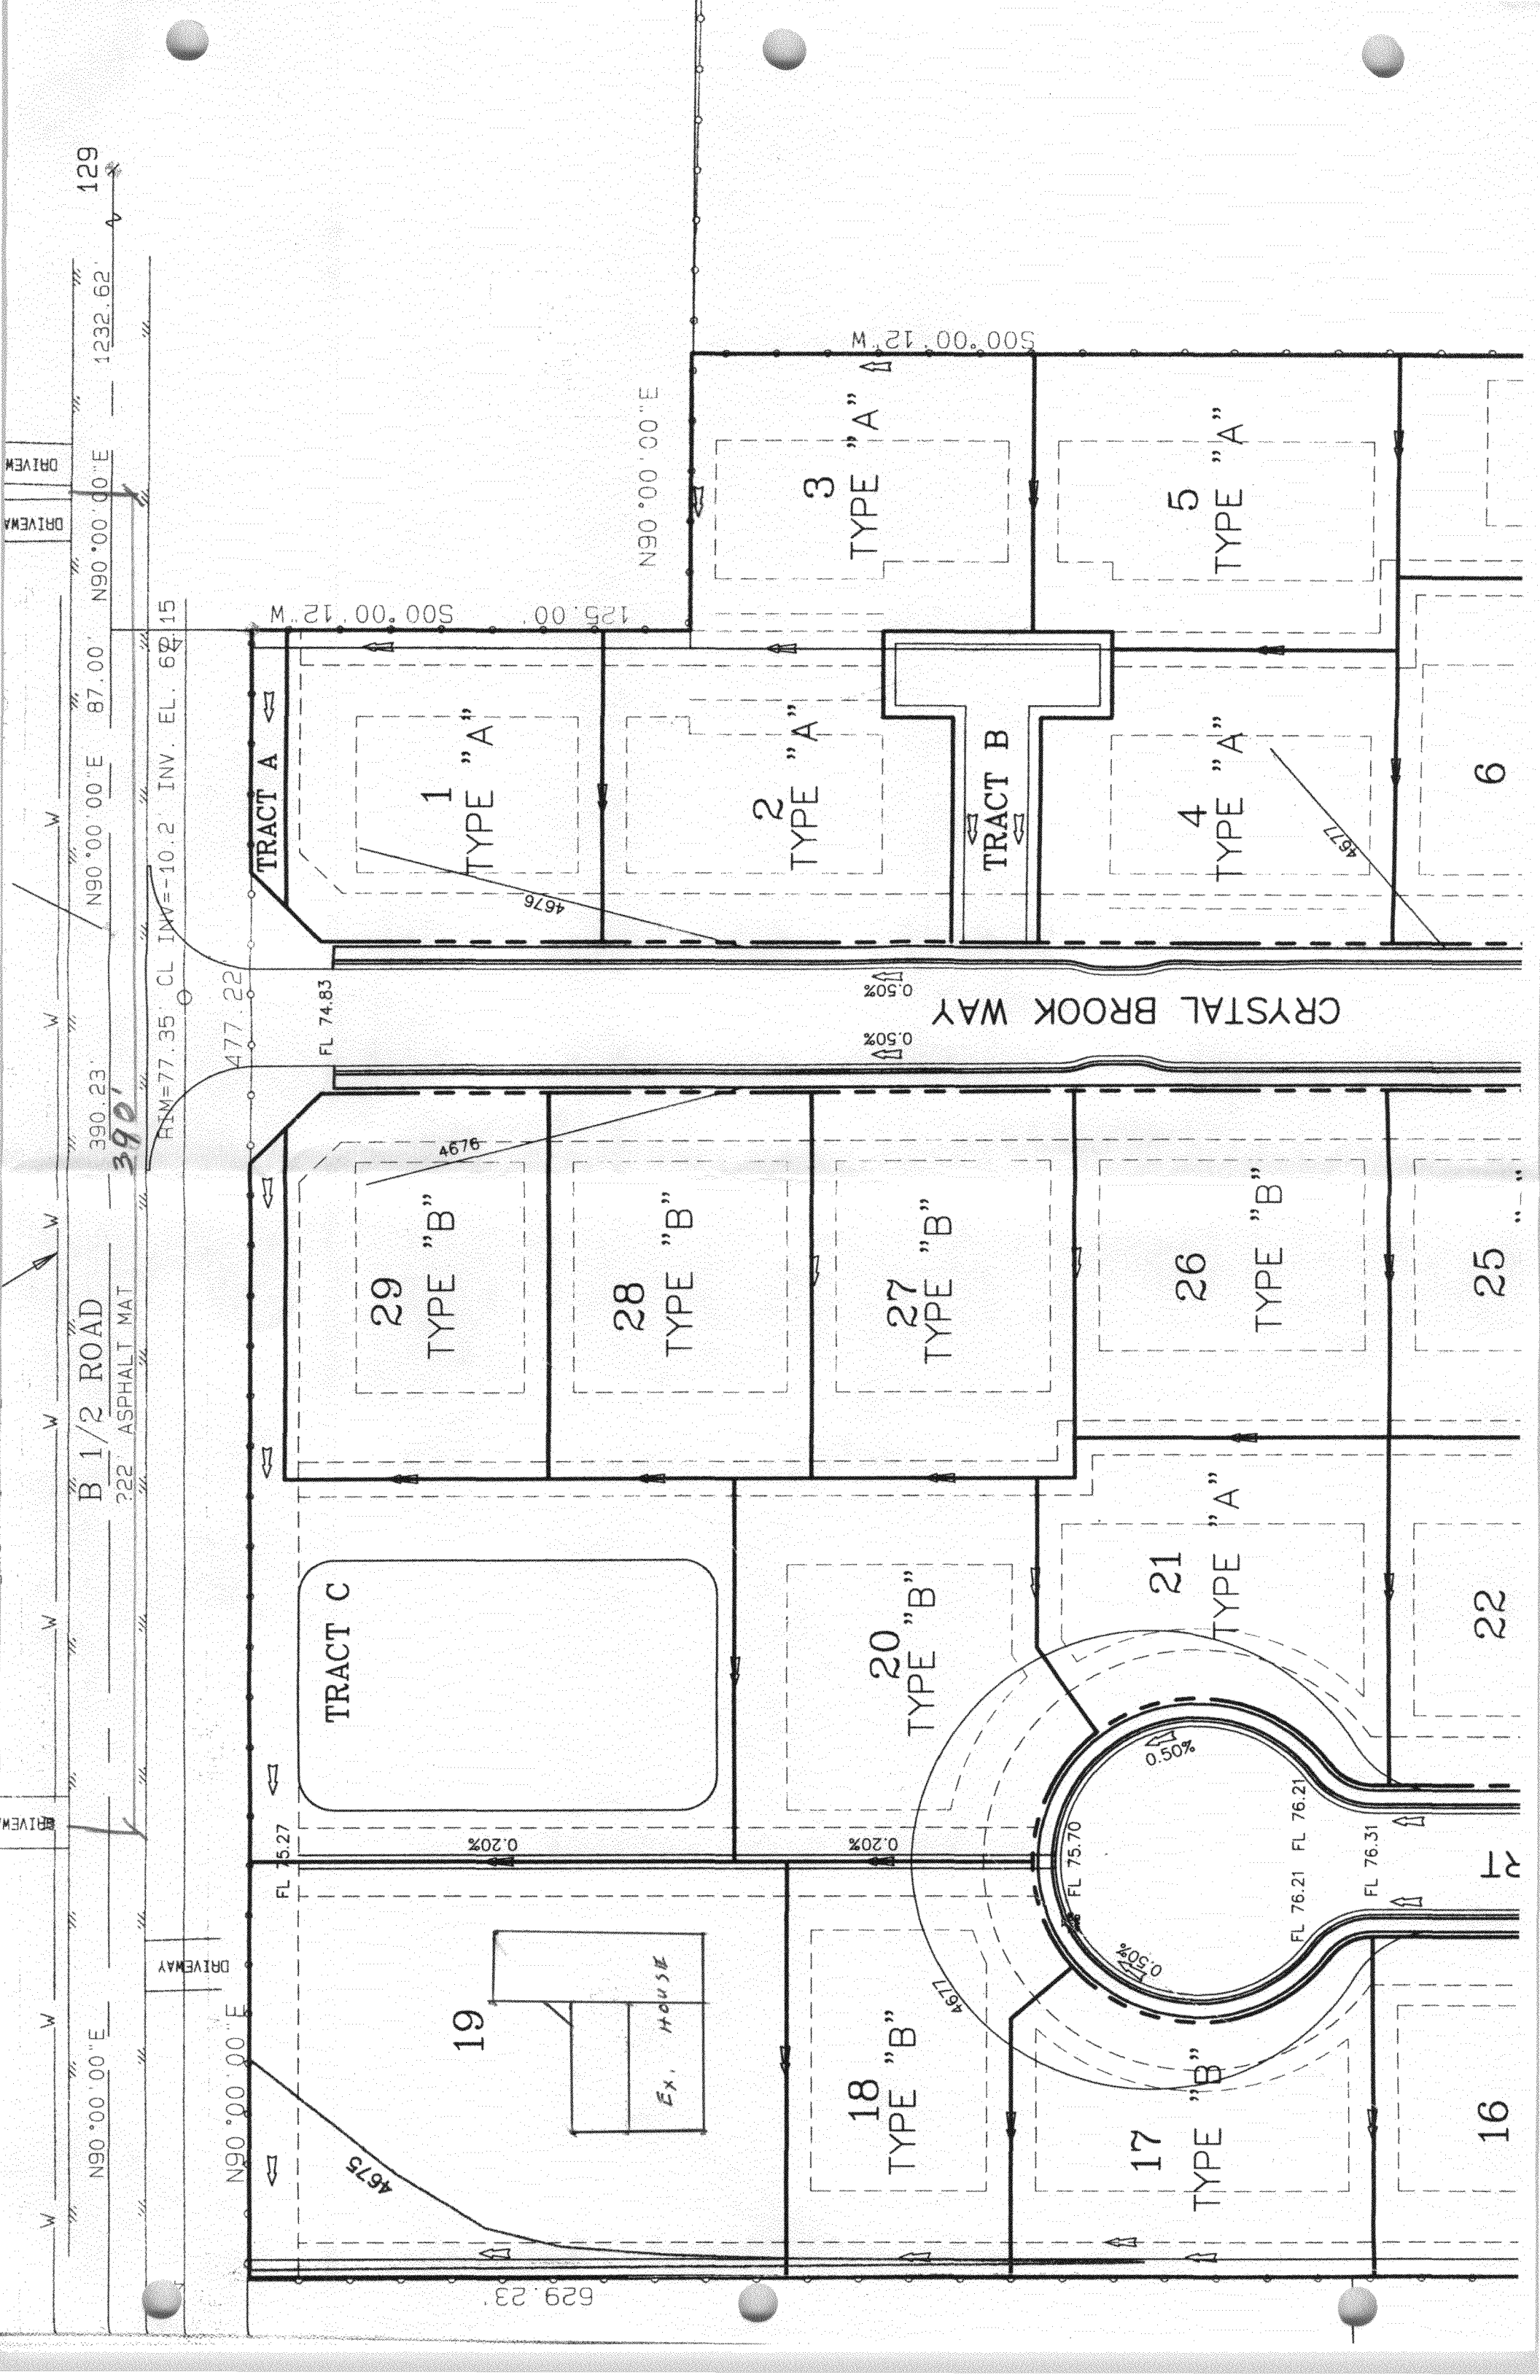 129
1232.62'
N90°00'00"E
87.00'
N90°00'00"E
390.23'
390'
B 1/2 ROAD
?22' ASPHALT MAT
N90°00'00"E
DRIVEW
DRIVEWA
DRIVEWAY
W
W
W
W
W
W
W
RIM=77.35' CL INV=-10.2 INV. EL. 67.15
477.22'
N90°00'00"E
S00°00'12"W
125.00'
N90°00'00"E
S00°00'12"W
TRACT A
1
TYPE "A"
4676
2
TYPE "A"
3
TYPE "A"
TRACT B
4
TYPE "A"
4677
5
TYPE "A"
6
FL 74.83
0.50%
0.50%
CRYSTAL BROOK WAY
4676
29
TYPE "B"
28
TYPE "B"
27
TYPE "B"
26
TYPE "B"
25
TRACT C
20
TYPE "B"
21
TYPE "A"
22
FL 75.27
0.20%
0.20%
FL 75.70
0.50%
0.50%
FL 76.21
FL 76.21
FL 76.31
19
Ex. HOUSE
4675
18
TYPE "B"
4677
17
TYPE "B"
16
629.23'